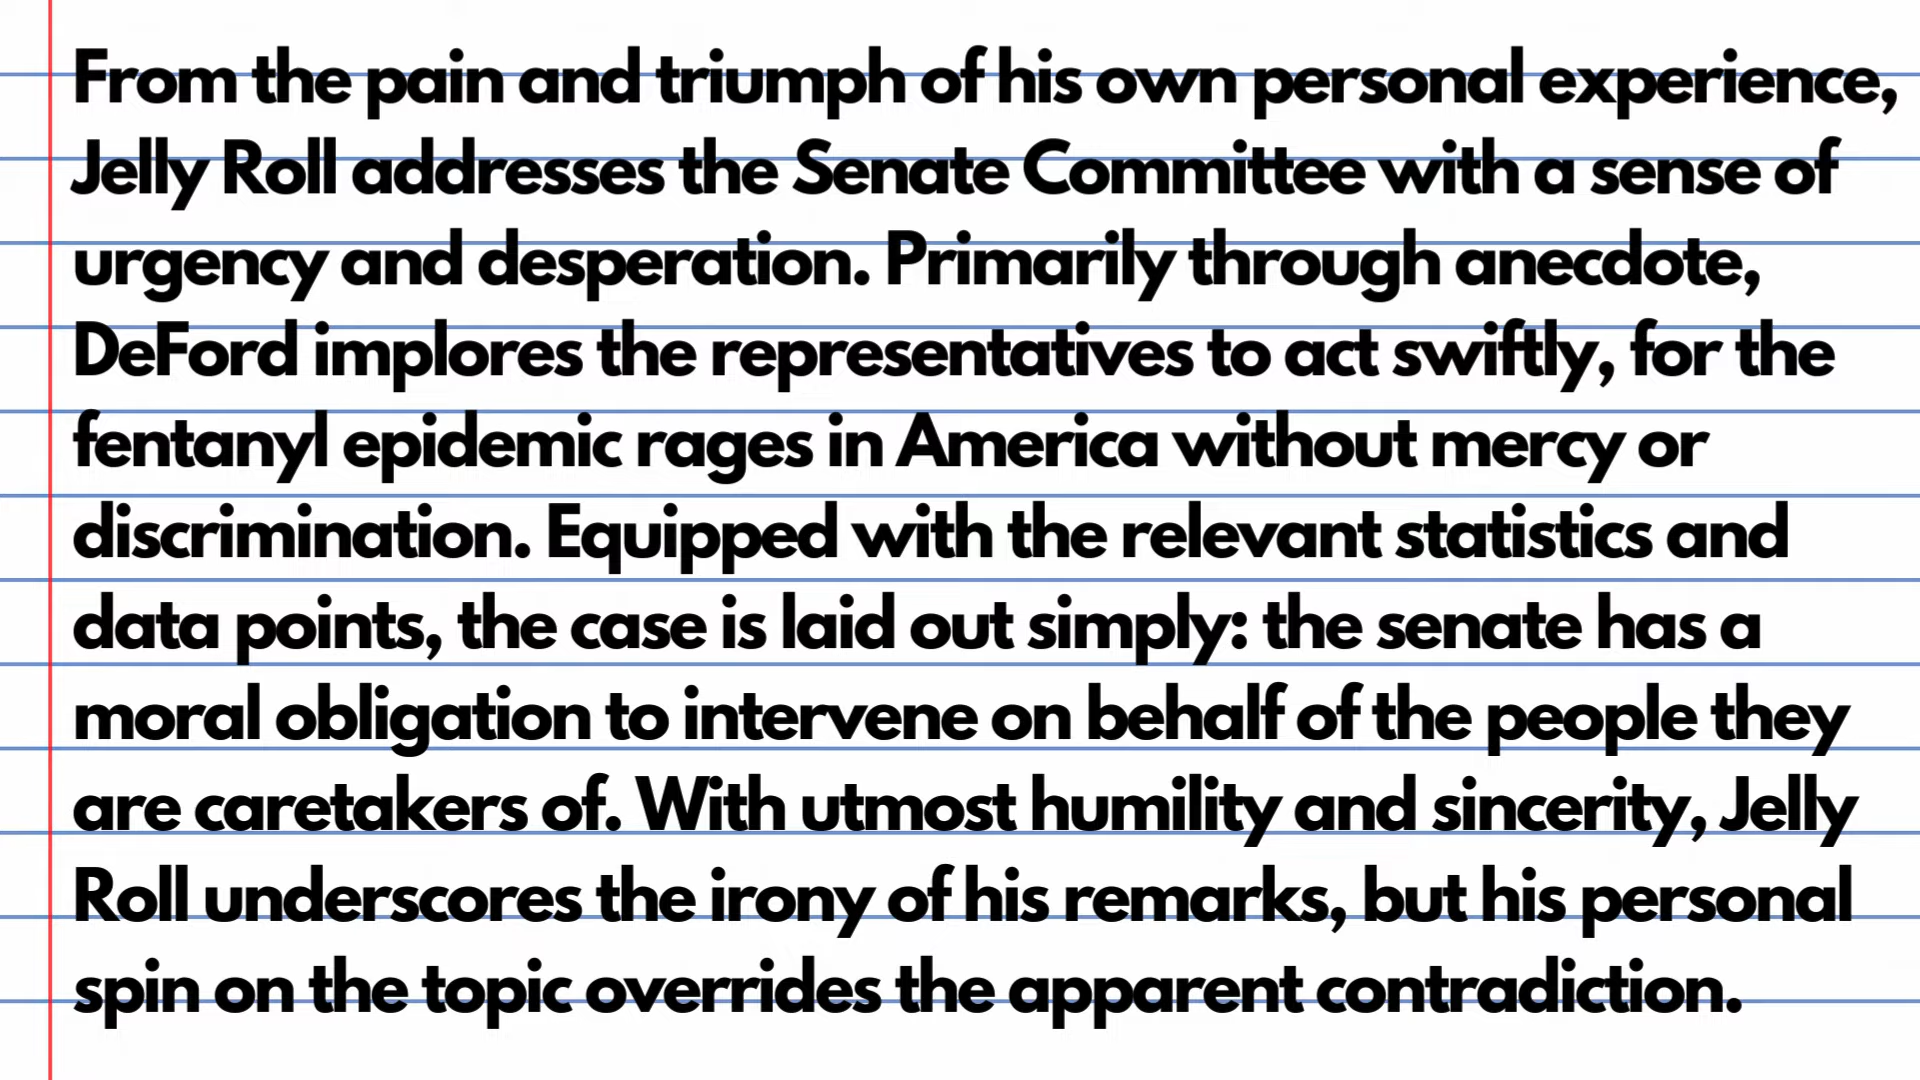 From the pain and triumph of his own personal experience,
Jelly Roll addresses the Senate Committee with a sense of
urgency and desperation. Primarily through anecdote,
DeFord implores the representatives to act swiftly, for the
fentanyl epidemic rages in America without mercy or
discrimination. Equipped with the relevant statistics and
data points, the case is laid out simply: the senate has a
moral obligation to intervene on behalf of the people they
are caretakers of. With utmost humility and sincerity, Jelly
Roll underscores the irony of his remarks, but his personal
spin on the topic overrides the apparent contradiction.